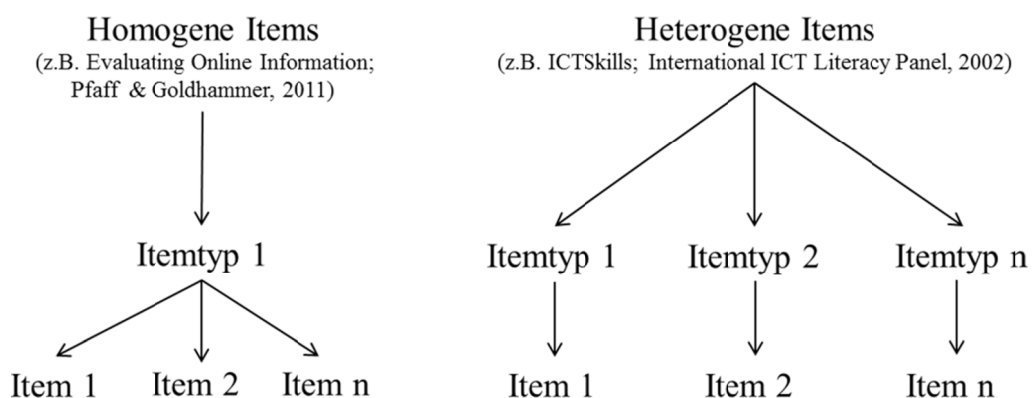 Homogene Items
(z.B. Evaluating Online Information;
Pfaff & Goldhammer, 2011)
Itemtyp 1
Item 1
Item 2
Item n
Heterogene Items
(z.B. ICTSkills; International ICT Literacy Panel, 2002)
Itemtyp 1
Itemtyp 2
Itemtyp n
Item 1
Item 2
Item n